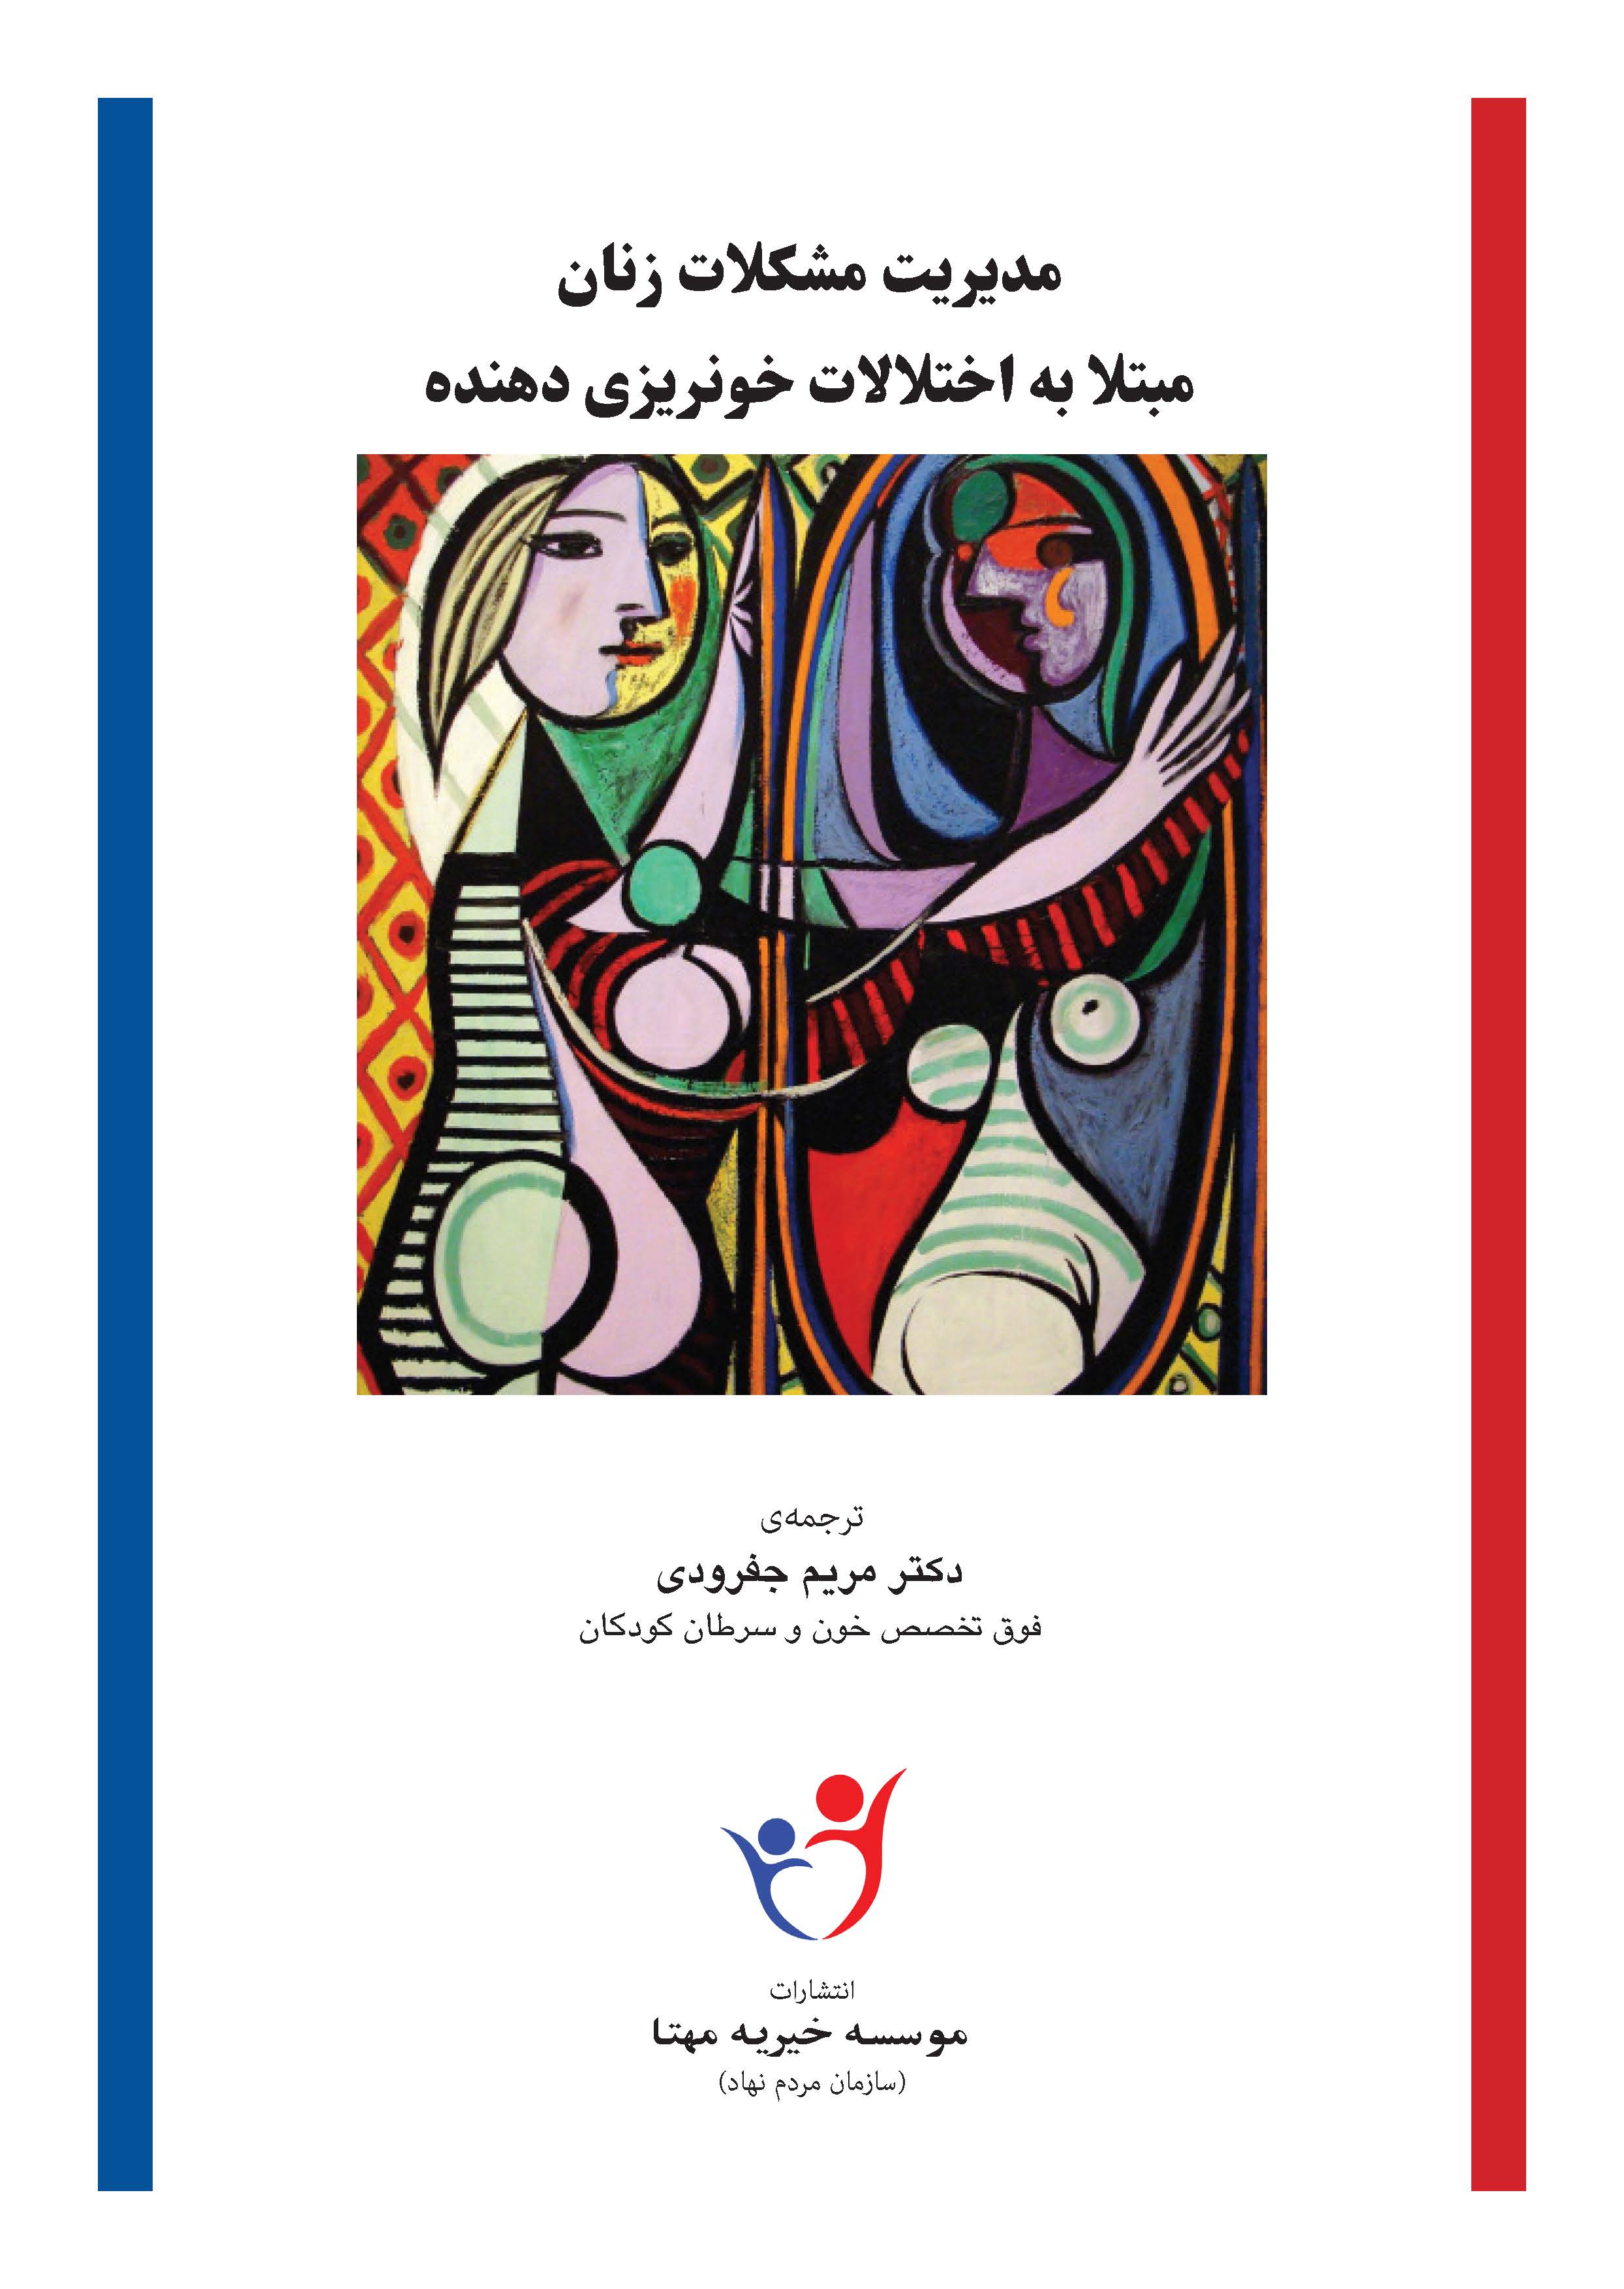 مدیریت مشکلات زنان
مبتلا به اختلالات خونریزی دهنده
ترجمه‌ی
دکتر مریم جفرودی
فوق تخصص خون و سرطان کودکان
انتشارات
موسسه خیریه مهتا
(سازمان مردم نهاد)